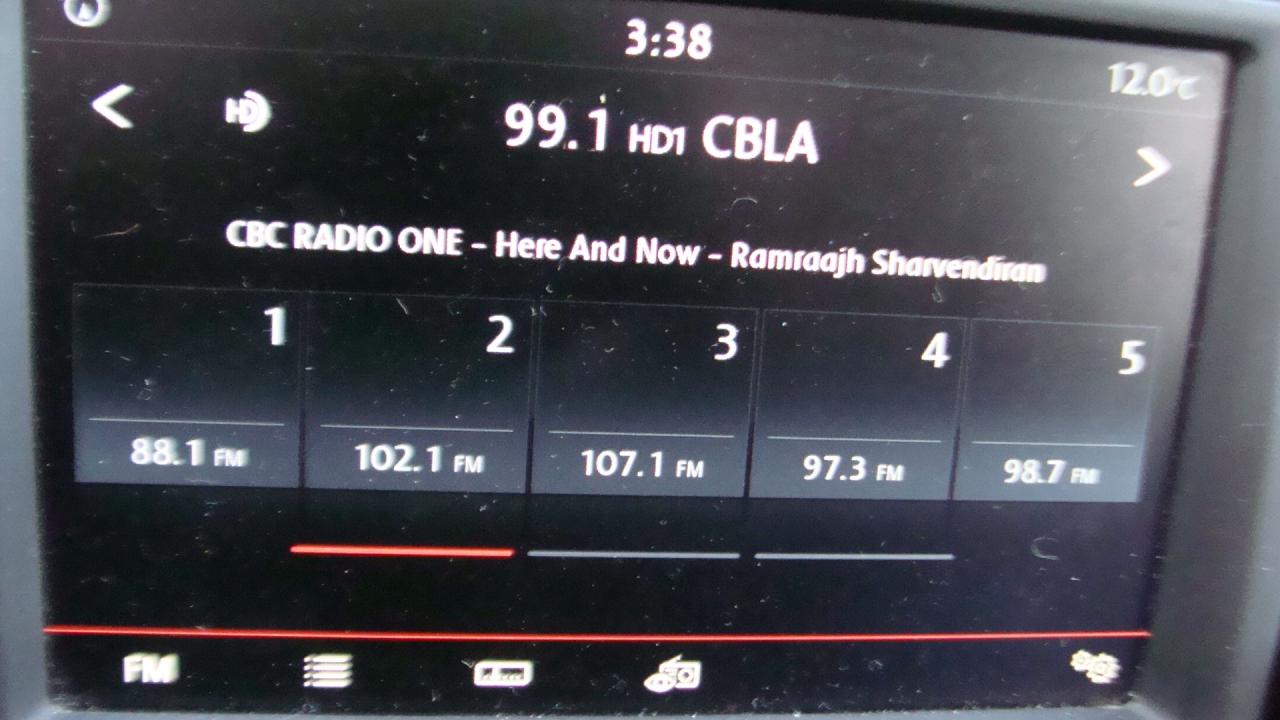 3:38
12.0°C
HD
99.1 HD1 CBLA
CBC RADIO ONE - Here And Now - Ramraajh Sharvendiran
1 2 3 4 5
88.1 FM 102.1 FM 107.1 FM 97.3 FM 98.7 FM
FM